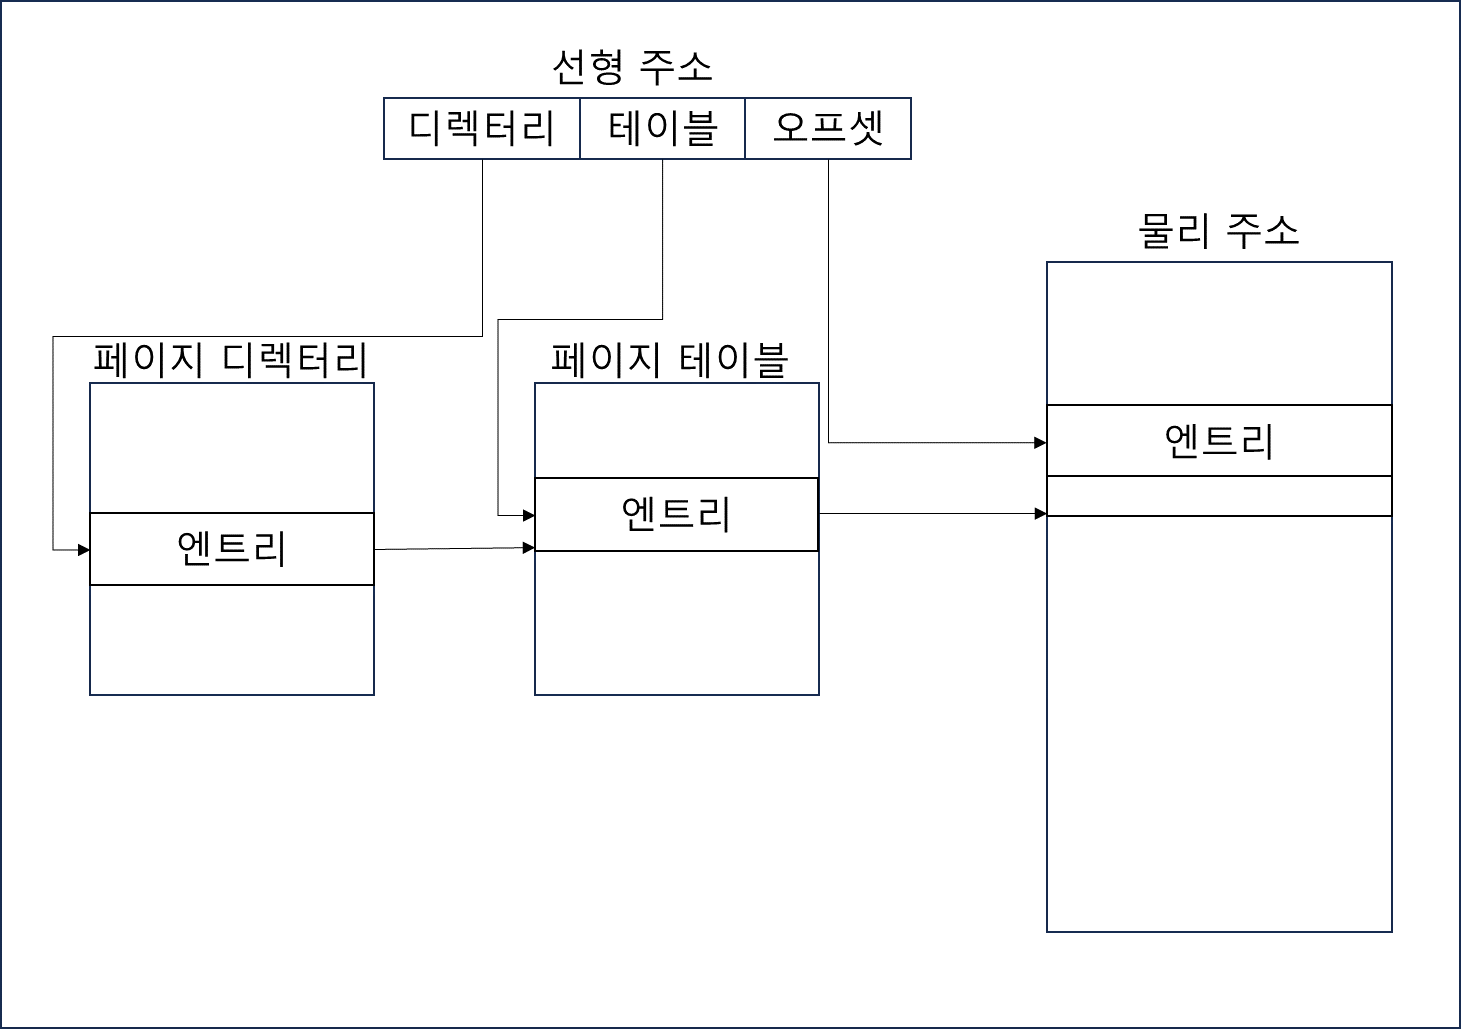 선형 주소
디렉터리 테이블 오프셋
물리 주소
페이지 디렉터리
페이지 테이블
엔트리
엔트리
엔트리